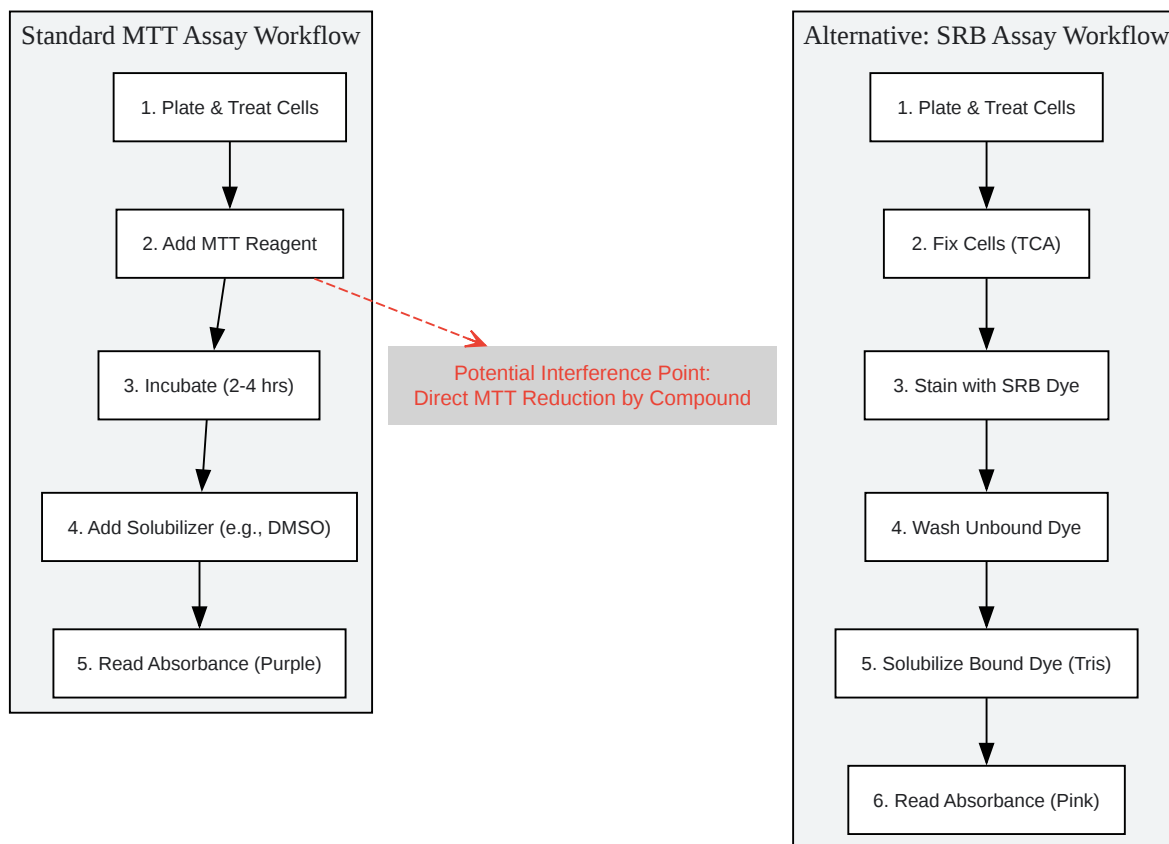 Standard MTT Assay Workflow
1. Plate & Treat Cells
2. Add MTT Reagent
3. Incubate (2-4 hrs)
4. Add Solubilizer (e.g., DMSO)
5. Read Absorbance (Purple)
Potential Interference Point:
Direct MTT Reduction by Compound
Alternative: SRB Assay Workflow
1. Plate & Treat Cells
2. Fix Cells (TCA)
3. Stain with SRB Dye
4. Wash Unbound Dye
5. Solubilize Bound Dye (Tris)
6. Read Absorbance (Pink)